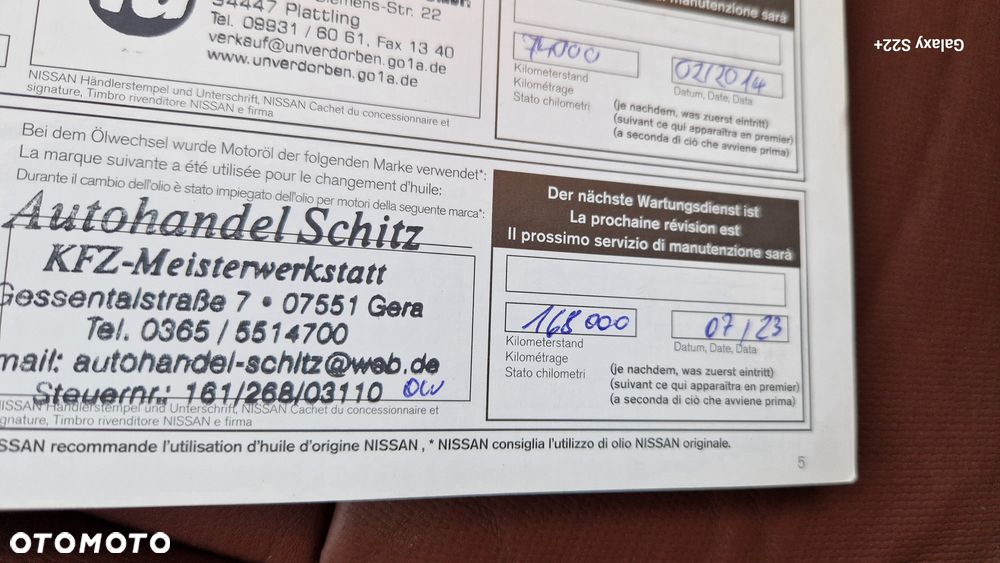 94447 Plattling
Tel. 09931 / 60 61, Fax 13 40
verkauf@unverdorben.go1a.de
www.unverdorben.go1a.de
NISSAN Händlerstempel und Unterschrift, NISSAN Cachet du concessionnaire et
signature, Timbro rivenditore NISSAN e firma
manutenzione sarà
74000
Kilometerstand
Kilométrage
Stato chilometri
02/2014
Datum, Date, Data
(je nachdem, was zuerst eintritt)
(suivant ce qui apparaîtra en premier)
(a seconda di ciò che avviene prima)
Galaxy S22+
Bei dem Ölwechsel wurde Motoröl der folgenden Marke verwendet*:
La marque suivante a été utilisée pour le changement d'huile:
Durante il cambio dell'olio è stato impiegato dell'olio per motori della seguente marca*:
Autohandel Schitz
KFZ-Meisterwerkstatt
Gessentalstraße 7 • 07551 Gera
Tel. 0365 / 5514700
mail: autohandel-schitz@web.de
Steuernr.: 161/268/03110
NISSAN Händlerstempel und Unterschrift, NISSAN Cachet du concessionnaire et
signature, Timbro rivenditore NISSAN e firma
Der nächste Wartungsdienst ist
La prochaine révision est
Il prossimo servizio di manutenzione sarà
168 000
Kilometerstand
Kilométrage
Stato chilometri
07/23
Datum, Date, Data
(je nachdem, was zuerst eintritt)
(suivant ce qui apparaîtra en premier)
(a seconda di ciò che avviene prima)
NISSAN recommande l'utilisation d'huile d'origine NISSAN , * NISSAN consiglia l'utilizzo di olio NISSAN originale.
5
OTOMOTO